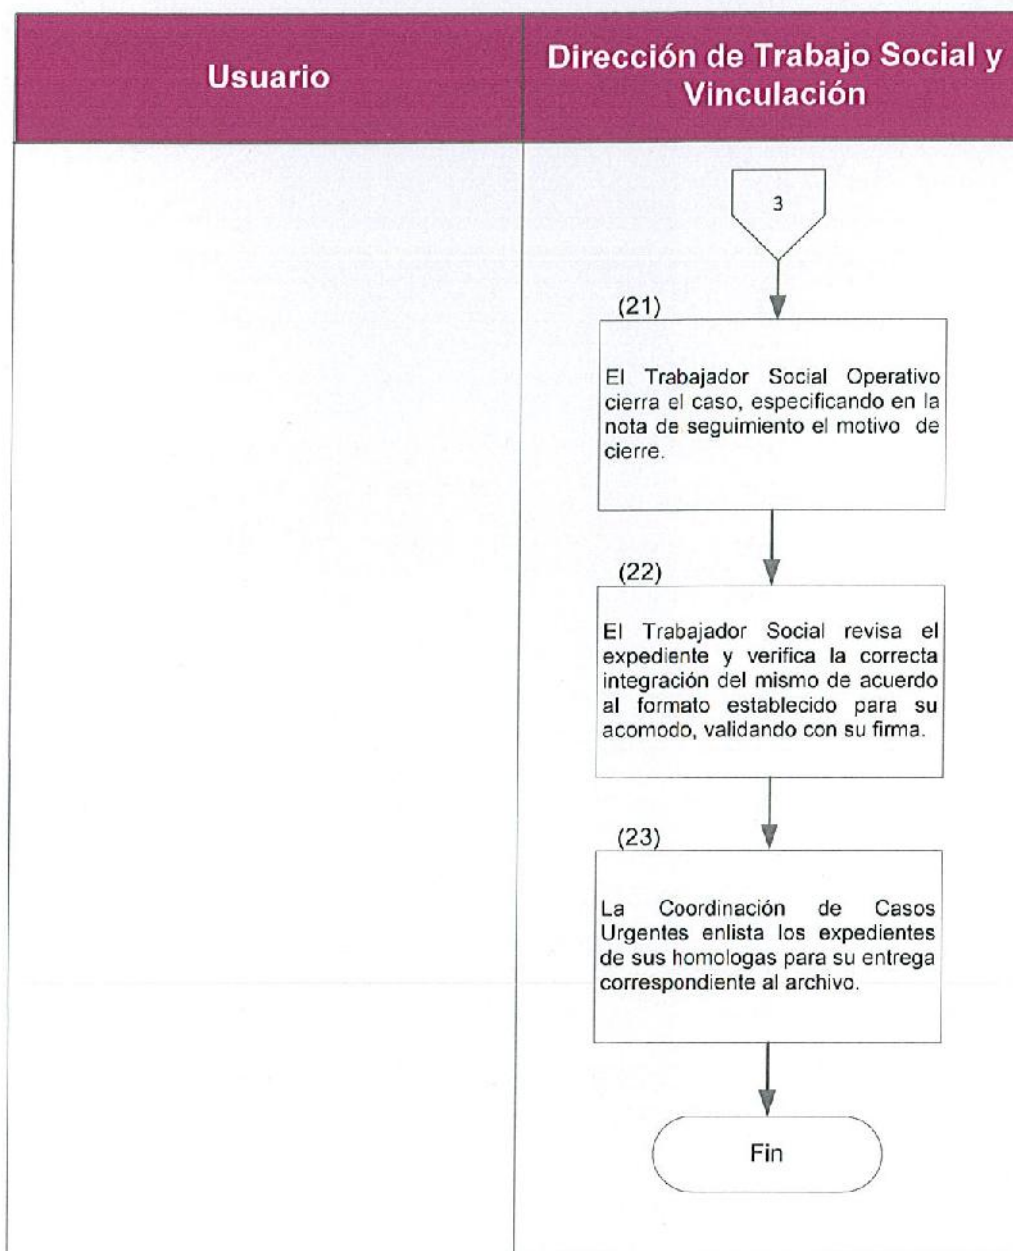 Usuario
Dirección de Trabajo Social y
Vinculación
3
(21)
El Trabajador Social Operativo
cierra el caso, especificando en la
nota de seguimiento el motivo de
cierre.
(22)
El Trabajador Social revisa el
expediente y verifica la correcta
integración del mismo de acuerdo
al formato establecido para su
acomodo, validando con su firma.
(23)
La Coordinación de Casos
Urgentes enlista los expedientes
de sus homologas para su entrega
correspondiente al archivo.
Fin